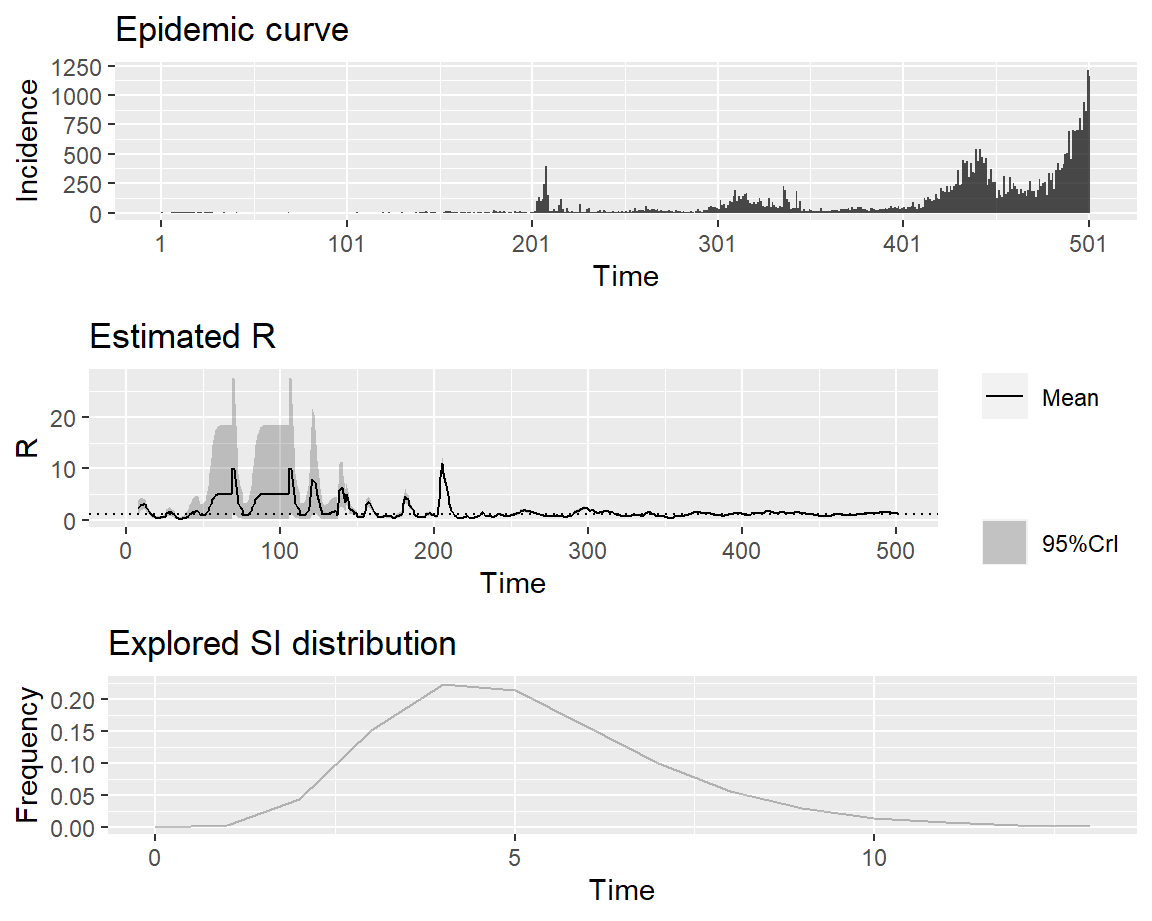 Epidemic curve
Incidence
1250
1000
750
500
250
0
1 101 201 301 401 501
Time
Estimated R
R
20
10
0
0 100 200 300 400 500
Time
Mean
95%CrI
Explored SI distribution
Frequency
0.20
0.15
0.10
0.05
0.00
0 5 10
Time